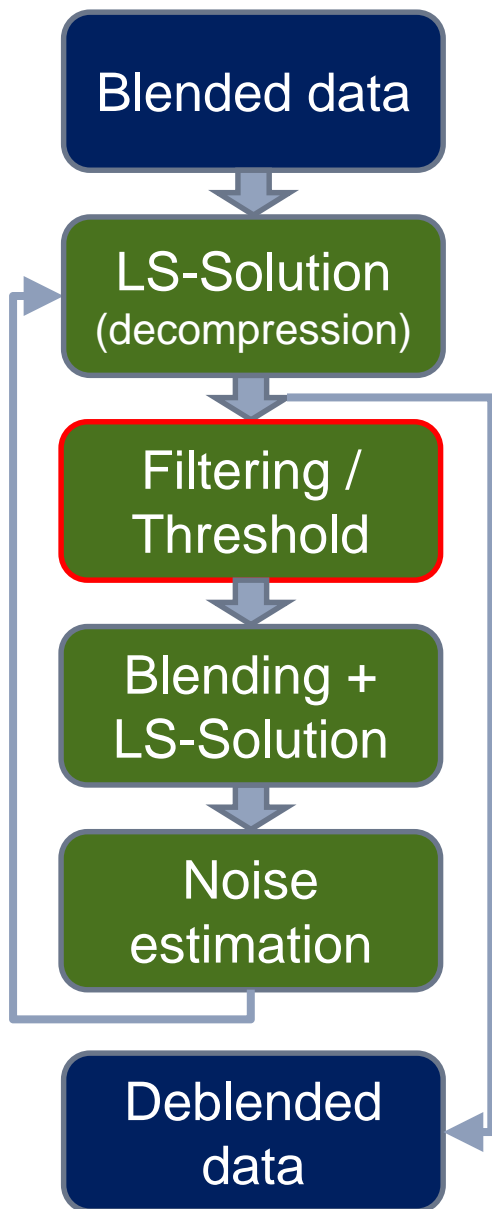 Blended data
LS-Solution
(decompression)
Filtering /
Threshold
Blending +
LS-Solution
Noise
estimation
Deblended
data